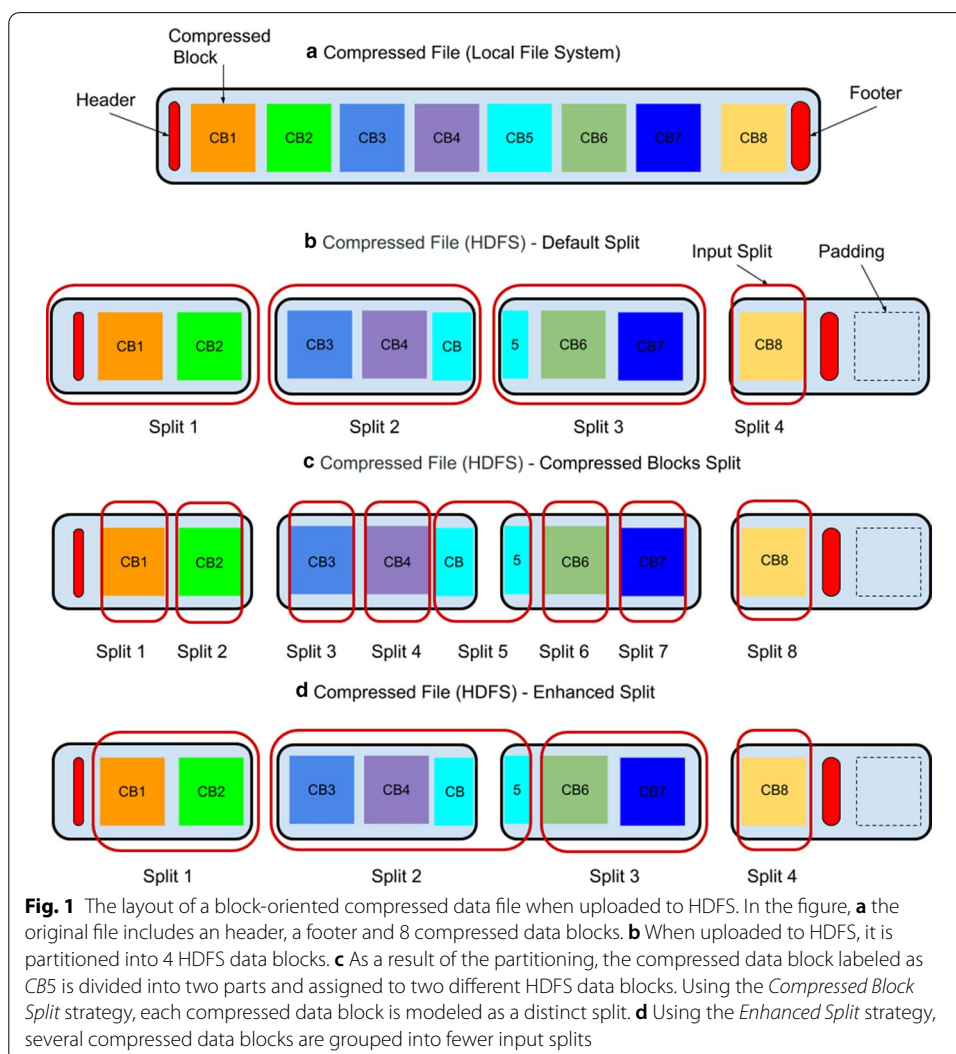 Compressed
Block
a Compressed File (Local File System)
Header
Footer
CB1 CB2 CB3 CB4 CB5 CB6 CB7 CB8
b Compressed File (HDFS) - Default Split
Input Split
Padding
CB1 CB2 CB3 CB4 CB 5 CB6 CB7 CB8
Split 1 Split 2 Split 3 Split 4
c Compressed File (HDFS) - Compressed Blocks Split
CB1 CB2 CB3 CB4 CB 5 CB6 CB7 CB8
Split 1 Split 2 Split 3 Split 4 Split 5 Split 6 Split 7 Split 8
d Compressed File (HDFS) - Enhanced Split
CB1 CB2 CB3 CB4 CB 5 CB6 CB7 CB8
Split 1 Split 2 Split 3 Split 4
Fig. 1 The layout of a block-oriented compressed data file when uploaded to HDFS. In the figure, a the
original file includes an header, a footer and 8 compressed data blocks. b When uploaded to HDFS, it is
partitioned into 4 HDFS data blocks. c As a result of the partitioning, the compressed data block labeled as
CB5 is divided into two parts and assigned to two different HDFS data blocks. Using the Compressed Block
Split strategy, each compressed data block is modeled as a distinct split. d Using the Enhanced Split strategy,
several compressed data blocks are grouped into fewer input splits